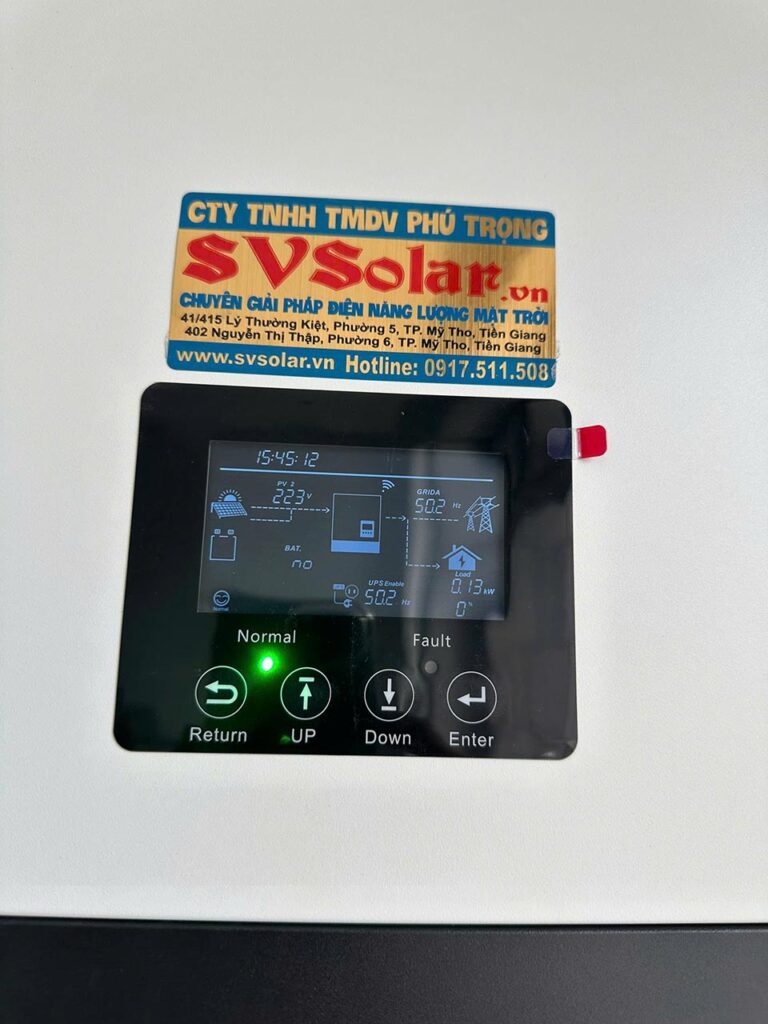 CTY TNHH TMDV PHÚ TRỌNG
SVSolar.vn
CHUYÊN GIẢI PHÁP ĐIỆN NĂNG LƯỢNG MẶT TRỜI
41/415 Lý Thường Kiệt, Phường 5, TP. Mỹ Tho, Tiền Giang
402 Nguyễn Thị Thập, Phường 6, TP. Mỹ Tho, Tiền Giang
www.svsolar.vn Hotline: 0917.511.508
15:45:12
PV 2
223 V
GRIDA
50.2 Hz
BAT.
no
Load
0.13 kW
0 %
UPS Enable
50.2 Hz
Normal
Normal
Fault
Return
UP
Down
Enter